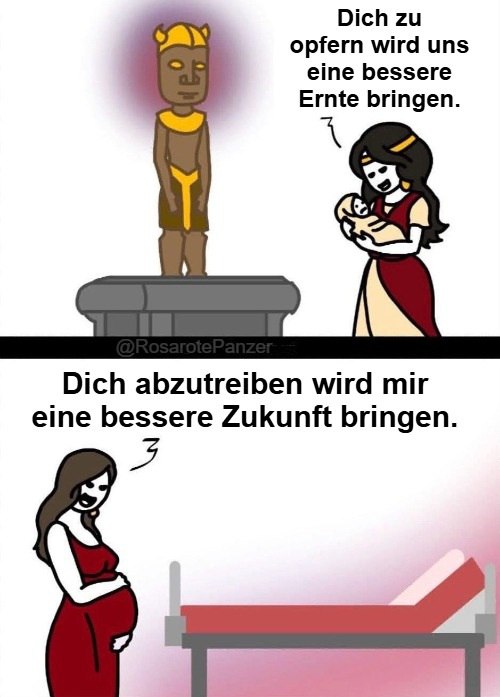 Dich zu
opfern wird uns
eine bessere
Ernte bringen.
@RosarotePanzer
Dich abzutreiben wird mir
eine bessere Zukunft bringen.